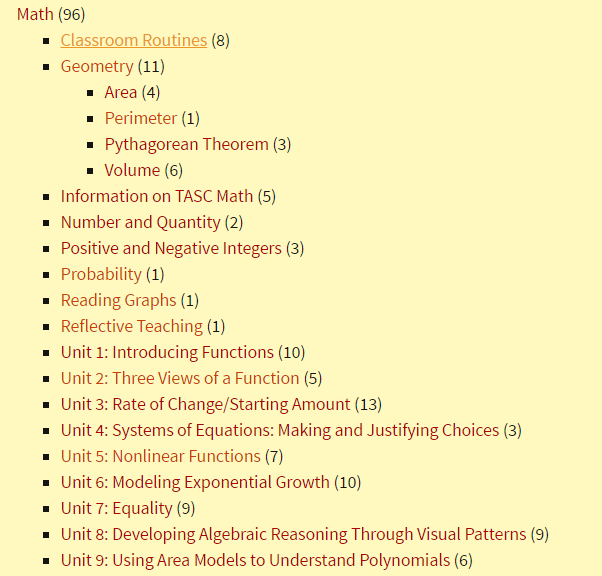 Math (96)
Classroom Routines (8)
Geometry (11)
Area (4)
Perimeter (1)
Pythagorean Theorem (3)
Volume (6)
Information on TASC Math (5)
Number and Quantity (2)
Positive and Negative Integers (3)
Probability (1)
Reading Graphs (1)
Reflective Teaching (1)
Unit 1: Introducing Functions (10)
Unit 2: Three Views of a Function (5)
Unit 3: Rate of Change/Starting Amount (13)
Unit 4: Systems of Equations: Making and Justifying Choices (3)
Unit 5: Nonlinear Functions (7)
Unit 6: Modeling Exponential Growth (10)
Unit 7: Equality (9)
Unit 8: Developing Algebraic Reasoning Through Visual Patterns (9)
Unit 9: Using Area Models to Understand Polynomials (6)